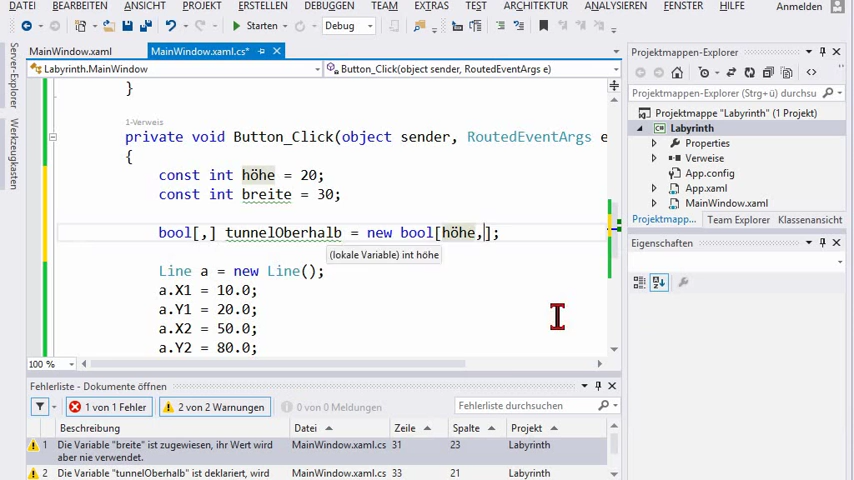 DATEI BEARBEITEN ANSICHT PROJEKT ERSTELLEN DEBUGGEN TEAM EXTRAS TEST ARCHITEKTUR ANALYSIEREN FENSTER HILFE Anmelden
Starten Debug
MainWindow.xaml MainWindow.xaml.cs*
Labyrinth.MainWindow Button_Click(object sender, RoutedEventArgs e)
Server-Explorer
Werkzeugkasten
}
1-Verweis
private void Button_Click(object sender, RoutedEventArgs e
{
const int höhe = 20;
const int breite = 30;
bool[,] tunnelOberhalb = new bool[höhe,];
(lokale Variable) int höhe
Line a = new Line();
a.X1 = 10.0;
a.Y1 = 20.0;
a.X2 = 50.0;
a.Y2 = 80.0;
100 %
Projektmappen-Explorer
Projektmappen-Explorer (Strg+ü) durchsu
Projektmappe "Labyrinth" (1 Projekt)
C# Labyrinth
Properties
Verweise
App.config
App.xaml
MainWindow.xaml
Projektmapp... Team Explorer Klassenansicht
Eigenschaften
Fehlerliste - Dokumente öffnen
1 von 1 Fehler 2 von 2 Warnungen 0 von 0 Meldungen Fehlerliste durchsuchen
Beschreibung Datei Zeile Spalte Projekt
1 Die Variable "breite" ist zugewiesen, ihr Wert wird aber nie verwendet. MainWindow.xaml.cs 31 23 Labyrinth
2 Die Variable "tunnelOberhalb" ist deklariert, wird MainWindow.xaml.cs 33 21 Labyrinth